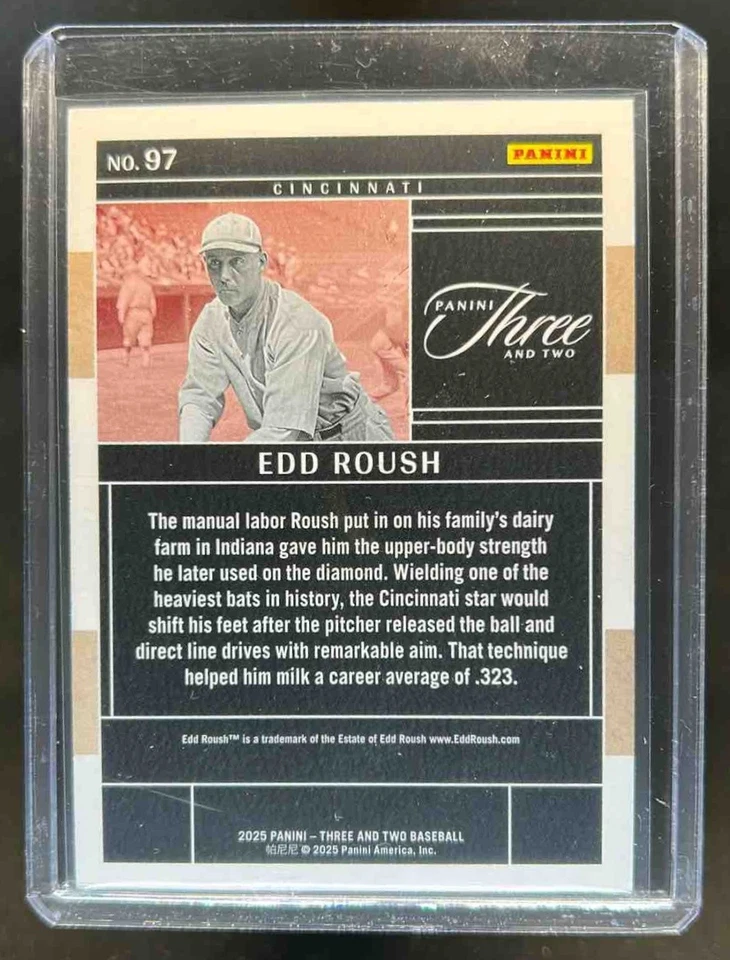 NO. 97
PANINI
CINCINNATI
PANINI
Three
AND TWO
EDD ROUSH
The manual labor Roush put in on his family's dairy
farm in Indiana gave him the upper-body strength
he later used on the diamond. Wielding one of the
heaviest bats in history, the Cincinnati star would
shift his feet after the pitcher released the ball and
direct line drives with remarkable aim. That technique
helped him milk a career average of .323.
Edd Roush™ is a trademark of the Estate of Edd Roush www.EddRoush.com
2025 PANINI – THREE AND TWO BASEBALL
帕尼尼 © 2025 Panini America, Inc.